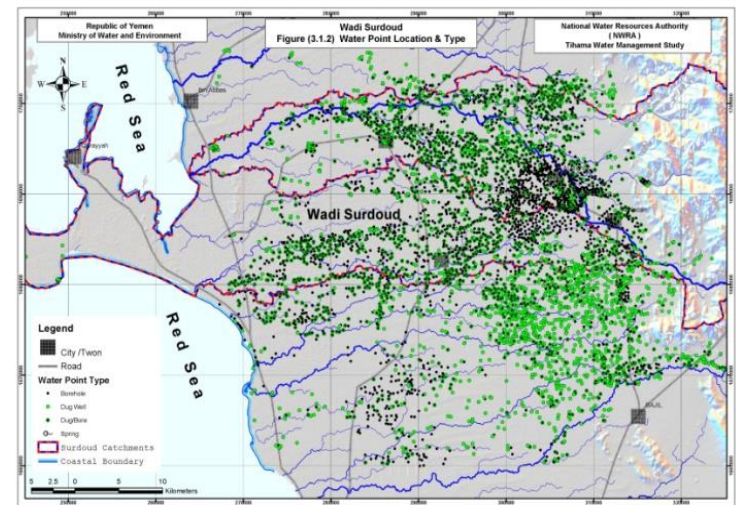 Republic of Yemen
Ministry of Water and Environment
Wadi Surdoud
Figure (3.1.2) Water Point Location & Type
National Water Resources Authority
( NWRA )
Tihama Water Management Study
N
W E
S
Red Sea
Wadi Surdoud
Red Sea
BAJIL
Legend
City /Twon
Road
Water Point Type
Borehole
Dug Well
Dug/Bore
Spring
Surdoud Catchments
Coastal Boundary
5 2.5 0 5 10
Kilometers